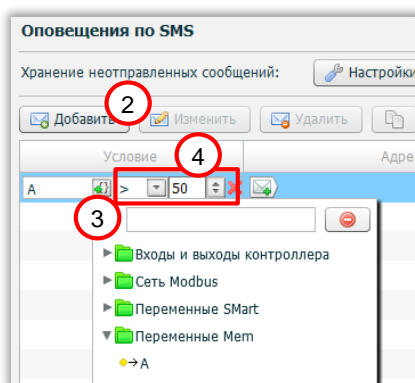 Оповещения по SMS
Хранение неотправленных сообщений: Настройки
2
Добавить Изменить Удалить
Условие 4 Адре
A {} > 50
3
Входы и выходы контроллера
Сеть Modbus
Переменные SMart
Переменные Mem
A